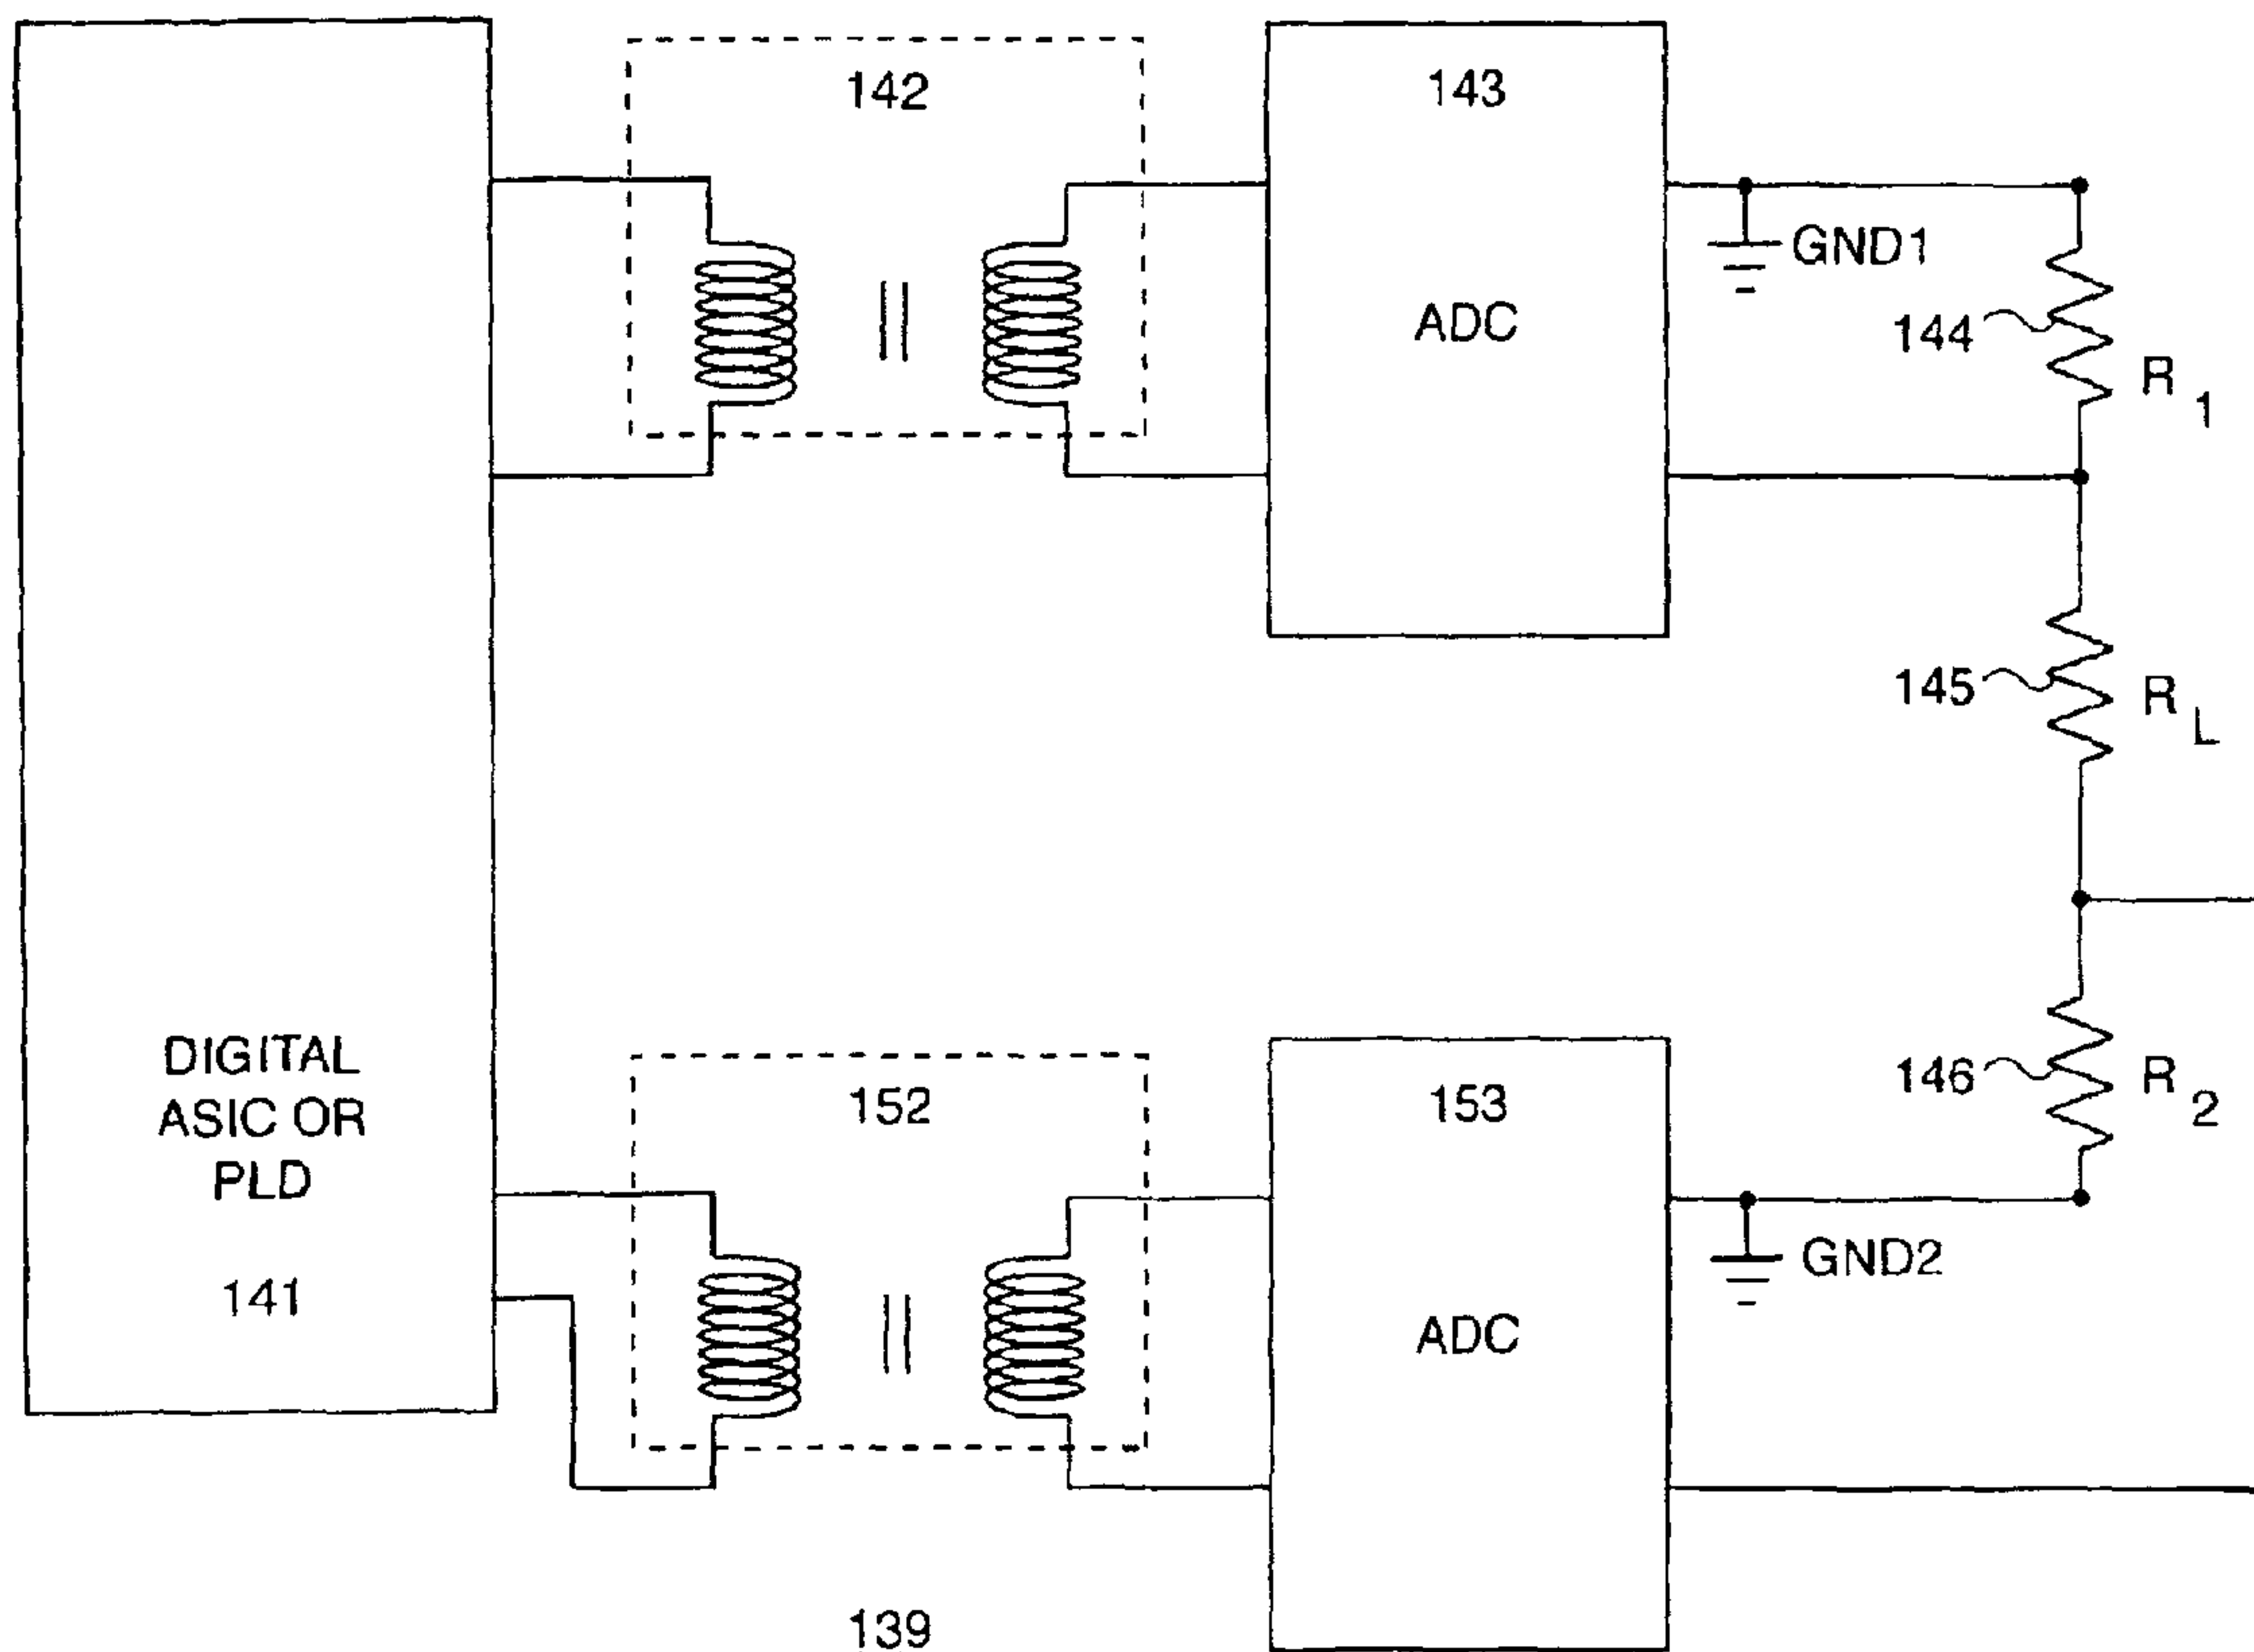 142
143
GND1
ADC
144
R 1
145
R L
DIGITAL
ASIC OR
PLD
141
152
153
146
R 2
GND2
ADC
139